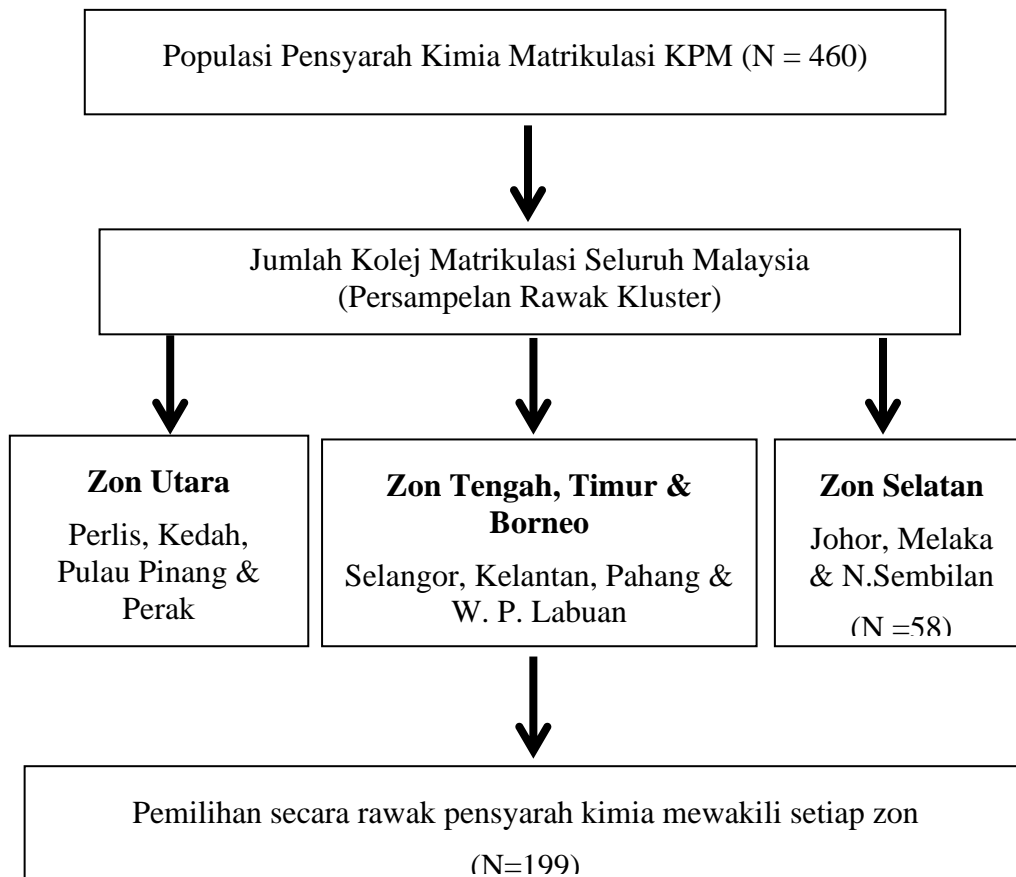 Populasi Pensyarah Kimia Matrikulasi KPM (N = 460)
Jumlah Kolej Matrikulasi Seluruh Malaysia
(Persampelan Rawak Kluster)
Zon Utara
Perlis, Kedah,
Pulau Pinang &
Perak
Zon Tengah, Timur &
Borneo
Selangor, Kelantan, Pahang &
W. P. Labuan
Zon Selatan
Johor, Melaka
& N.Sembilan
(N =58)
Pemilihan secara rawak pensyarah kimia mewakili setiap zon
(N=199)